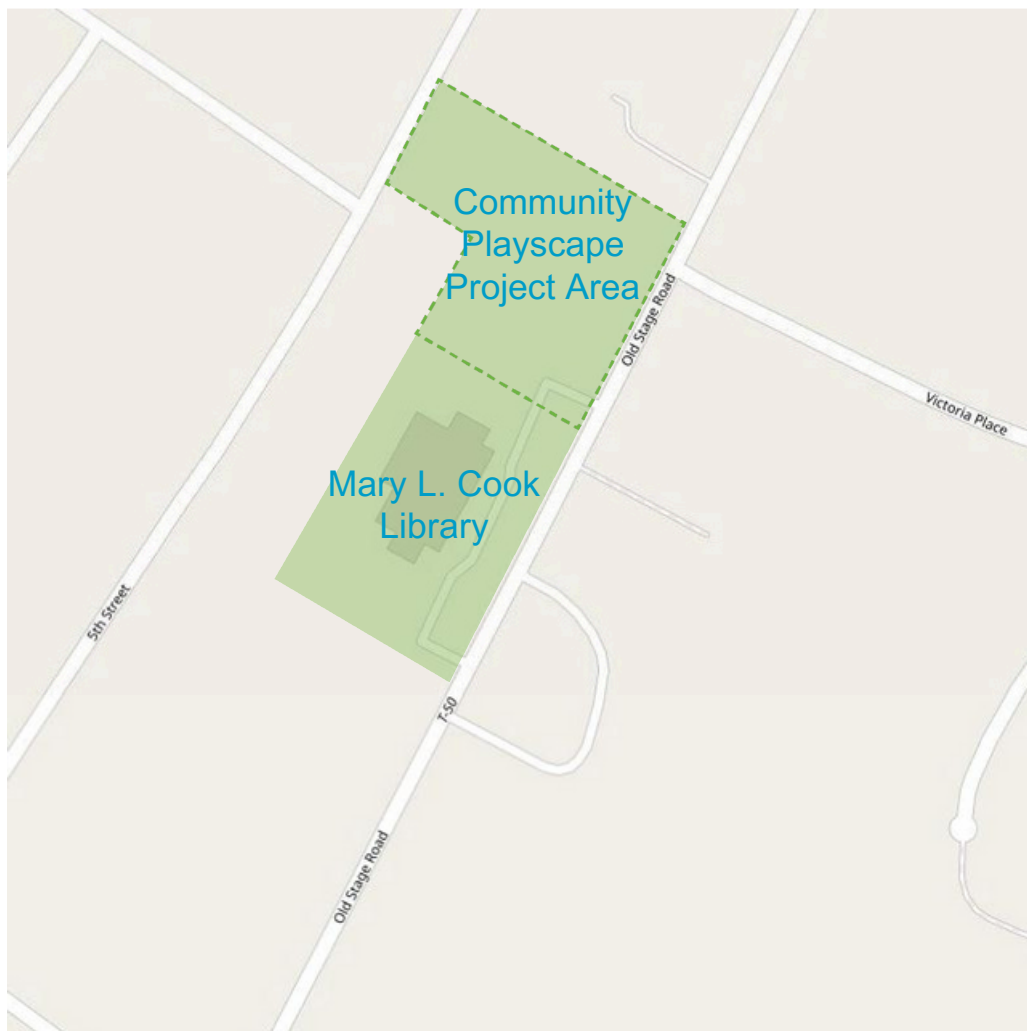 Community
Playscape
Project Area
Old Stage Road
Victoria Place
Mary L. Cook
Library
5th Street
T-50
Old Stage Road